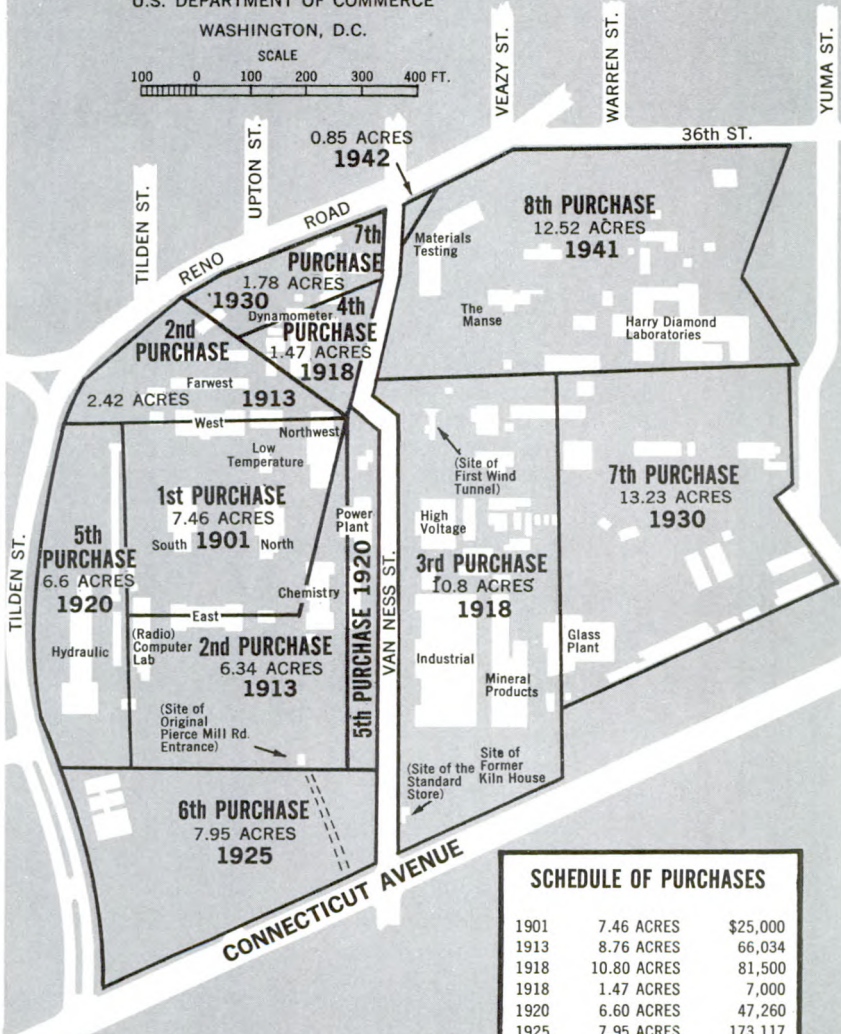 U.S. DEPARTMENT OF COMMERCE
WASHINGTON, D.C.
SCALE
100 0 100 200 300 400 FT.
VEAZY ST.
WARREN ST.
YUMA ST.
36th ST.
0.85 ACRES
1942
TILDEN ST.
UPTON ST.
RENO ROAD
7th
PURCHASE
1.78 ACRES
1930
Dynamometer
4th
PURCHASE
1.47 ACRES
1918
Materials
Testing
8th PURCHASE
12.52 ACRES
1941
The
Manse
Harry Diamond
Laboratories
2nd
PURCHASE
Farwest
2.42 ACRES 1913
West
Northwest
Low
Temperature
1st PURCHASE
7.46 ACRES
South 1901 North
Power
Plant
(Site of
First Wind
Tunnel)
High
Voltage
7th PURCHASE
13.23 ACRES
1930
5th
PURCHASE
6.6 ACRES
1920
TILDEN ST.
Hydraulic
Chemistry
East
(Radio)
Computer
Lab
2nd PURCHASE
6.34 ACRES
1913
(Site of
Original
Pierce Mill Rd.
Entrance)
5th PURCHASE 1920
VAN NESS ST.
3rd PURCHASE
10.8 ACRES
1918
Industrial
Mineral
Products
Glass
Plant
(Site of the
Standard
Store)
Site of
Former
Kiln House
6th PURCHASE
7.95 ACRES
1925
CONNECTICUT AVENUE
SCHEDULE OF PURCHASES
1901 7.46 ACRES $25,000
1913 8.76 ACRES 66,034
1918 10.80 ACRES 81,500
1918 1.47 ACRES 7,000
1920 6.60 ACRES 47,260
1925 7.95 ACRES 173,117